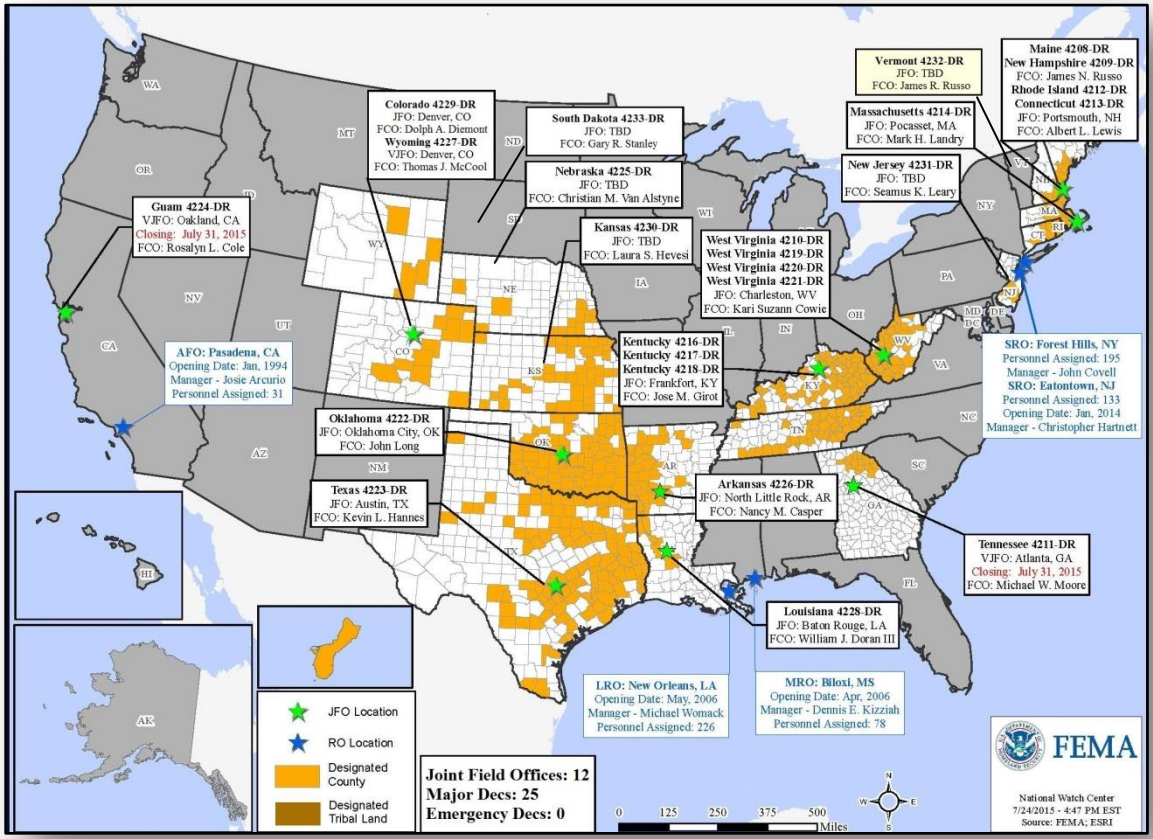 Vermont 4232-DR
JFO: TBD
FCO: James R. Russo
Maine 4208-DR
New Hampshire 4209-DR
FCO: James N. Russo
Rhode Island 4212-DR
Connecticut 4213-DR
JFO: Portsmouth, NH
FCO: Albert L. Lewis
Colorado 4229-DR
JFO: Denver, CO
FCO: Dolph A. Diemont
Wyoming 4227-DR
VJFO: Denver, CO
FCO: Thomas J. McCool
South Dakota 4233-DR
JFO: TBD
FCO: Gary R. Stanley
Massachusetts 4214-DR
JFO: Pocasset, MA
FCO: Mark H. Landry
Nebraska 4225-DR
JFO: TBD
FCO: Christian M. Van Alstyne
New Jersey 4231-DR
JFO: TBD
FCO: Seamus K. Leary
Guam 4224-DR
VJFO: Oakland, CA
Closing: July 31, 2015
FCO: Rosalyn L. Cole
Kansas 4230-DR
JFO: TBD
FCO: Laura S. Hevesi
West Virginia 4210-DR
West Virginia 4219-DR
West Virginia 4220-DR
West Virginia 4221-DR
JFO: Charleston, WV
FCO: Kari Suzann Cowie
AFO: Pasadena, CA
Opening Date: Jan, 1994
Manager - Josie Arcurio
Personnel Assigned: 31
Kentucky 4216-DR
Kentucky 4217-DR
Kentucky 4218-DR
JFO: Frankfort, KY
FCO: Jose M. Girot
SRO: Forest Hills, NY
Personnel Assigned: 195
Manager - John Covell
SRO: Eatontown, NJ
Personnel Assigned: 133
Opening Date: Jan, 2014
Manager - Christopher Hartnett
Oklahoma 4222-DR
JFO: Oklahoma City, OK
FCO: John Long
Texas 4223-DR
JFO: Austin, TX
FCO: Kevin L. Hannes
Arkansas 4226-DR
JFO: North Little Rock, AR
FCO: Nancy M. Casper
Tennessee 4211-DR
VJFO: Atlanta, GA
Closing: July 31, 2015
FCO: Michael W. Moore
Louisiana 4228-DR
JFO: Baton Rouge, LA
FCO: William J. Doran III
LRO: New Orleans, LA
Opening Date: May, 2006
Manager - Michael Womack
Personnel Assigned: 226
MRO: Biloxi, MS
Opening Date: Apr, 2006
Manager - Dennis E. Kizziah
Personnel Assigned: 78
WA
MT
ND
OR
ID
SD
WI
WY
NV
UT
CA
CO
NE
IA
KS
IL
IN
OH
PA
NY
VT
NH
MA
RI
CT
NJ
MD
DE
DC
WV
VA
KY
NC
TN
SC
AZ
NM
OK
AR
TX
GA
FL
HI
AK
JFO Location
RO Location
Designated
County
Designated
Tribal Land
Joint Field Offices: 12
Major Decs: 25
Emergency Decs: 0
N
W
E
S
0 125 250 375 500
Miles
FEMA
National Watch Center
7/24/2015 - 4:47 PM EST
Source: FEMA; ESRI